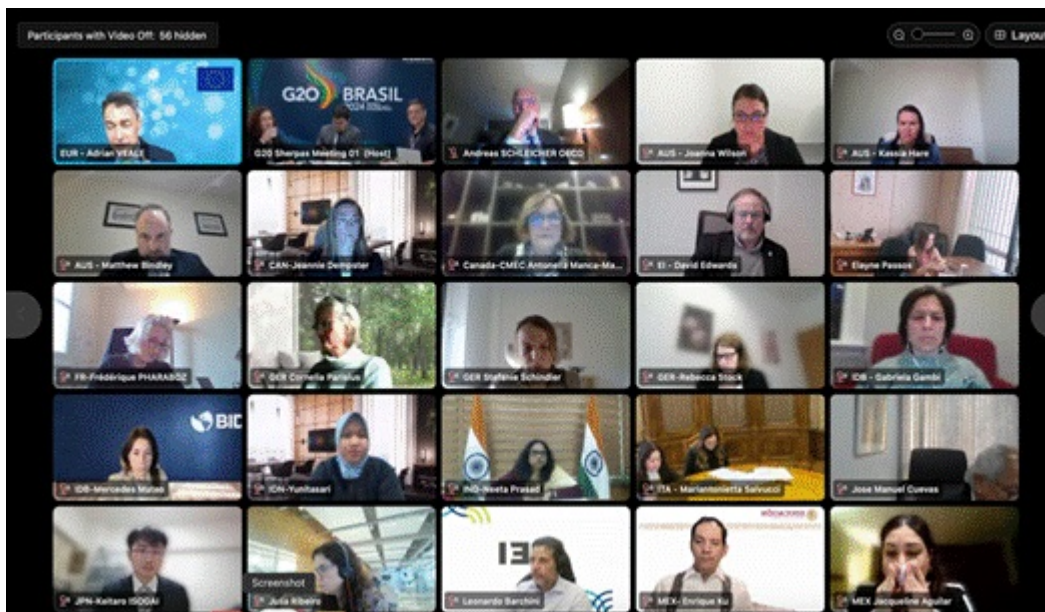 Participants with Video Off: 56 hidden
Layout
EUR - Adrian VEALE
G20 BRASIL
2024
G20 Sherpas Meeting 01 (Host)
Andreas SCHLEICHER OECD
AUS - Joanna Wilson
AUS - Kassia Hare
AUS - Matthew Bindley
CAN-Jeannie Dempster
Canada-CMEC Antonella Manca-Ma...
EI - David Edwards
Elayne Passos
FR-Frédérique PHARABOZ
GER Cornelia Parisius
GER Stefanie Schindler
GER-Rebecca Stock
IDB - Gabriela Gambi
BID
IDB-Mercedes Mateo
IDN-Yunitasari
IND-Neeta Prasad
ITA - Mariantonietta Salvucci
Jose Manuel Cuevas
JPN-Keitaro ISOGAI
Screenshot
Julia Ribeiro
Leonardo Barchini
MEX- Enrique Ku
MEX Jacqueline Aguilar